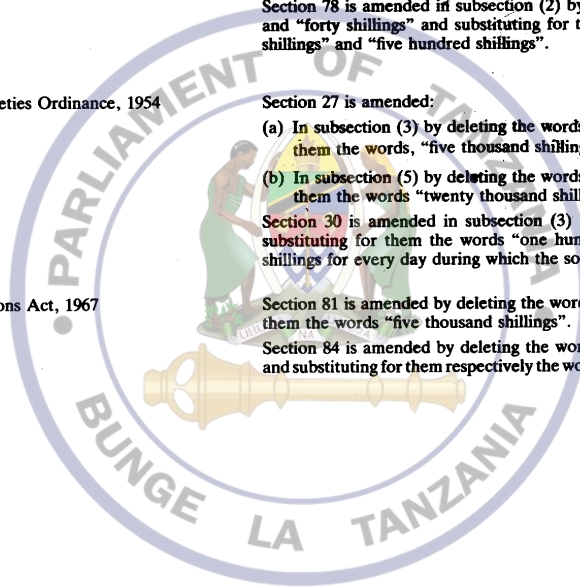 Section 78 is amended in subsection (2) by
and “forty shillings” and substituting for t
shillings” and “five hundred shillings”.
eties Ordinance, 1954
Section 27 is amended:
(a) In subsection (3) by deleting the words
them the words, “five thousand shilling
(b) In subsection (5) by deleting the words
them the words “twenty thousand shill
Section 30 is amended in subsection (3)
substituting for them the words “one hun
shillings for every day during which the so
ons Act, 1967
Section 81 is amended by deleting the word
them the words “five thousand shillings”.
Section 84 is amended by deleting the wor
and substituting for them respectively the wo
PARLIAMENT OF TANZANIA
UHURU NA
BUNGE LA TANZANIA